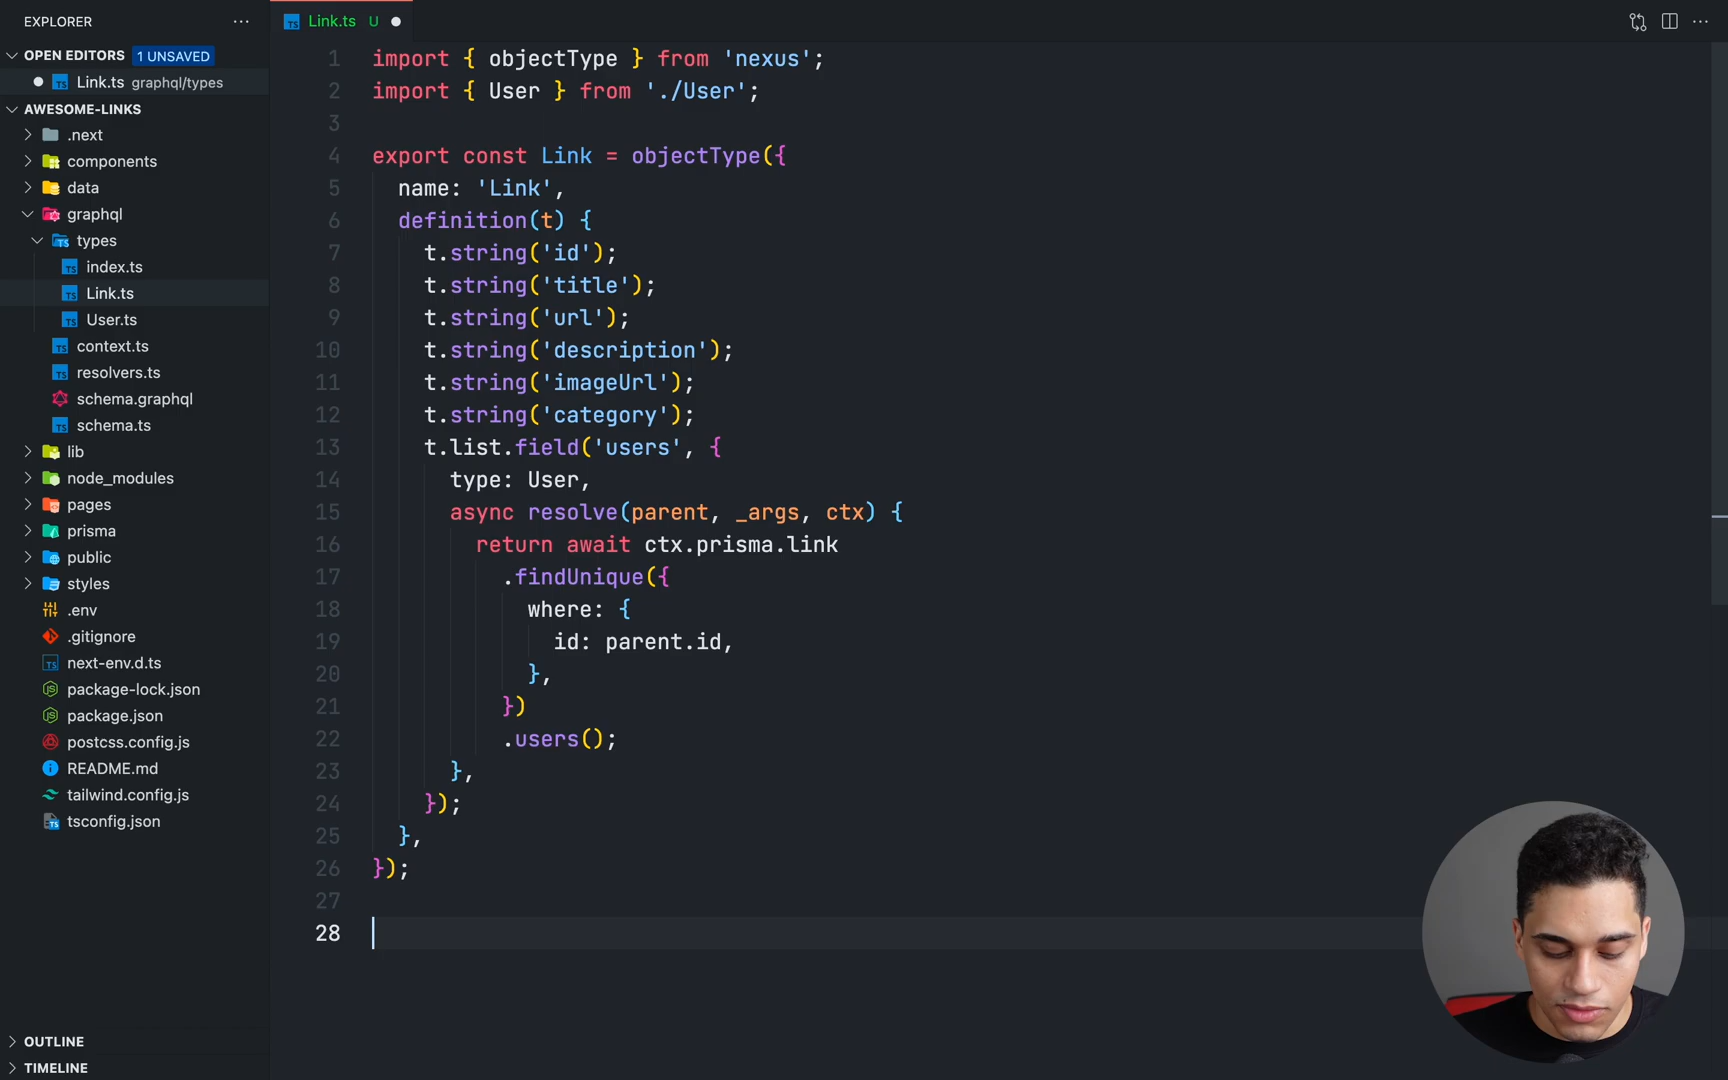 EXPLORER
OPEN EDITORS 1 UNSAVED
Link.ts graphql/types
AWESOME-LINKS
.next
components
data
graphql
types
index.ts
Link.ts
User.ts
context.ts
resolvers.ts
schema.graphql
schema.ts
lib
node_modules
pages
prisma
public
styles
.env
.gitignore
next-env.d.ts
package-lock.json
package.json
postcss.config.js
README.md
tailwind.config.js
tsconfig.json
OUTLINE
TIMELINE
Link.ts U
1 import { objectType } from 'nexus';
2 import { User } from './User';
3
4 export const Link = objectType({
5 name: 'Link',
6 definition(t) {
7 t.string('id');
8 t.string('title');
9 t.string('url');
10 t.string('description');
11 t.string('imageUrl');
12 t.string('category');
13 t.list.field('users', {
14 type: User,
15 async resolve(parent, _args, ctx) {
16 return await ctx.prisma.link
17 .findUnique({
18 where: {
19 id: parent.id,
20 },
21 })
22 .users();
23 },
24 });
25 },
26 });
27
28